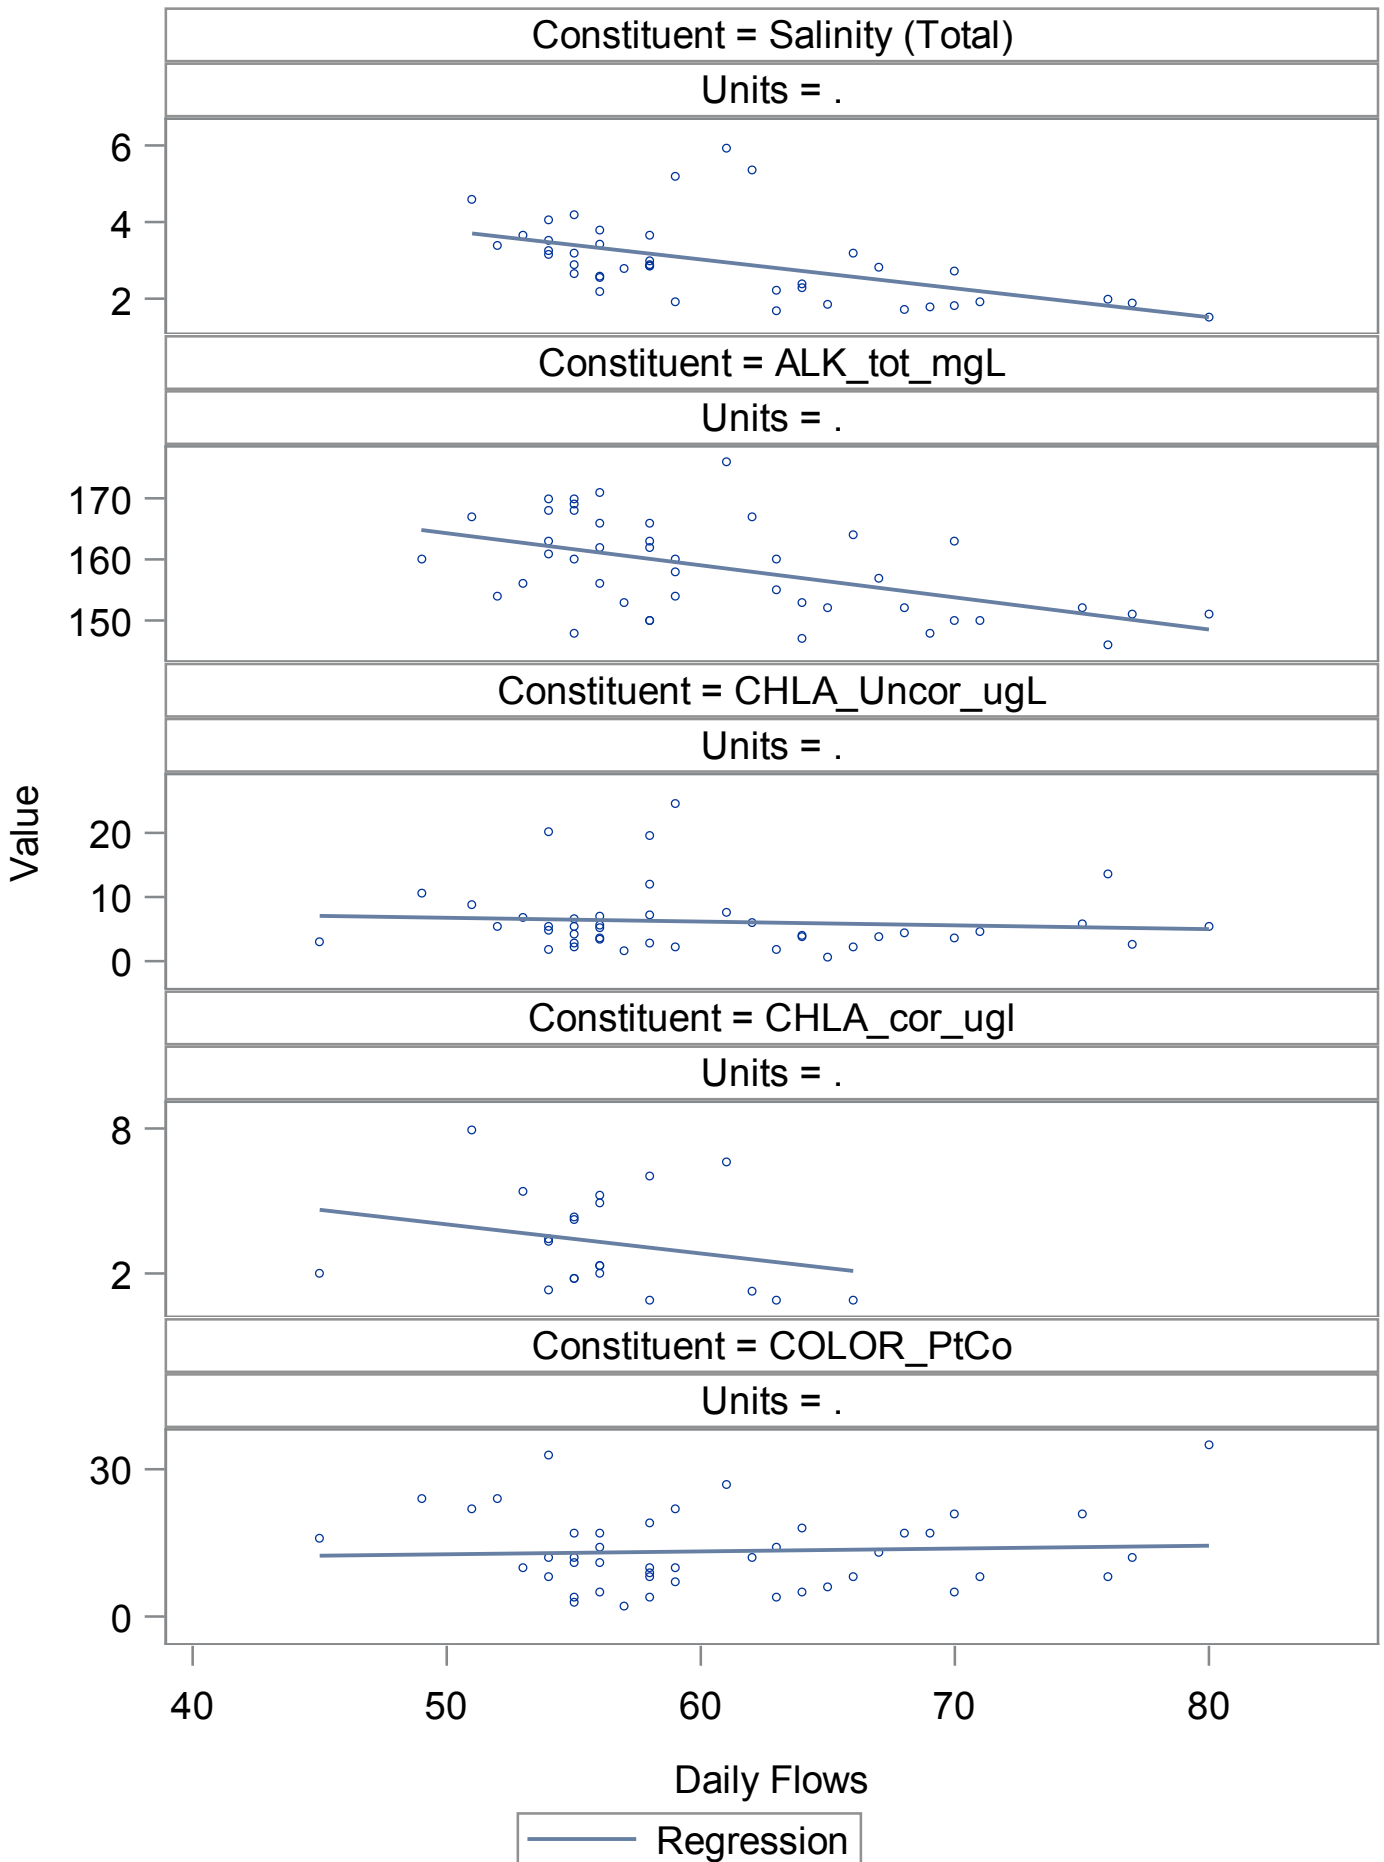 Constituent = Salinity (Total)
Units = .
6
4
2
Constituent = ALK_tot_mgL
Units = .
170
160
150
Constituent = CHLA_Uncor_ugL
Units = .
Value
20
10
0
Constituent = CHLA_cor_ugl
Units = .
8
2
Constituent = COLOR_PtCo
Units = .
30
0
40 50 60 70 80
Daily Flows
Regression